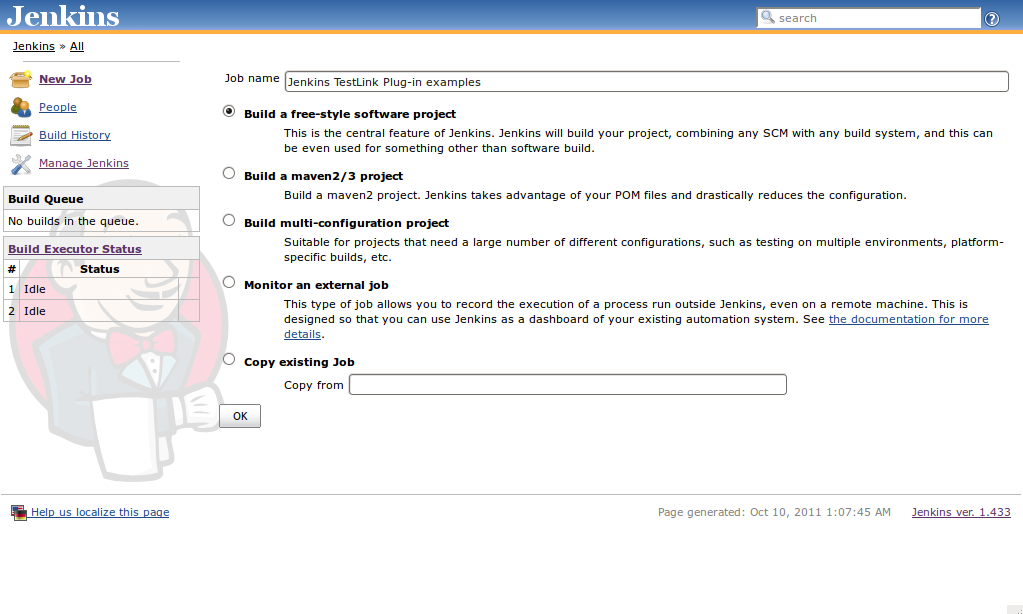 Jenkins
search
Jenkins » All
New Job
People
Build History
Manage Jenkins
Build Queue
No builds in the queue.
Build Executor Status
# Status
1 Idle
2 Idle
Job name Jenkins TestLink Plug-in examples
Build a free-style software project
This is the central feature of Jenkins. Jenkins will build your project, combining any SCM with any build system, and this can
be even used for something other than software build.
Build a maven2/3 project
Build a maven2 project. Jenkins takes advantage of your POM files and drastically reduces the configuration.
Build multi-configuration project
Suitable for projects that need a large number of different configurations, such as testing on multiple environments, platform-
specific builds, etc.
Monitor an external job
This type of job allows you to record the execution of a process run outside Jenkins, even on a remote machine. This is
designed so that you can use Jenkins as a dashboard of your existing automation system. See the documentation for more
details.
Copy existing Job
Copy from
OK
Help us localize this page
Page generated: Oct 10, 2011 1:07:45 AM Jenkins ver. 1.433